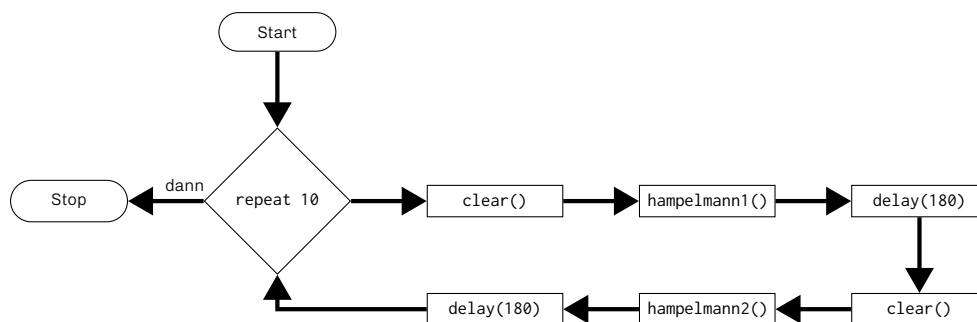 Start
dann
Stop
repeat 10
clear()
hampelmann1()
delay(180)
delay(180)
hampelmann2()
clear()